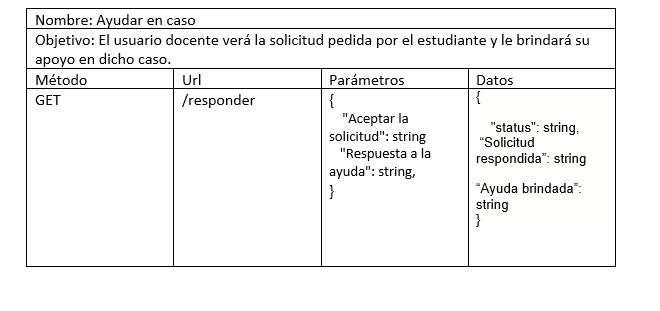 Nombre: Ayudar en caso
Objetivo: El usuario docente verá la solicitud pedida por el estudiante y le brindará su
apoyo en dicho caso.
Método Url Parámetros Datos
GET
/responder
{
"Aceptar la
solicitud": string
"Respuesta a la
ayuda": string,
}
{
"status": string,
“Solicitud
respondida”: string
“Ayuda brindada”:
string
}